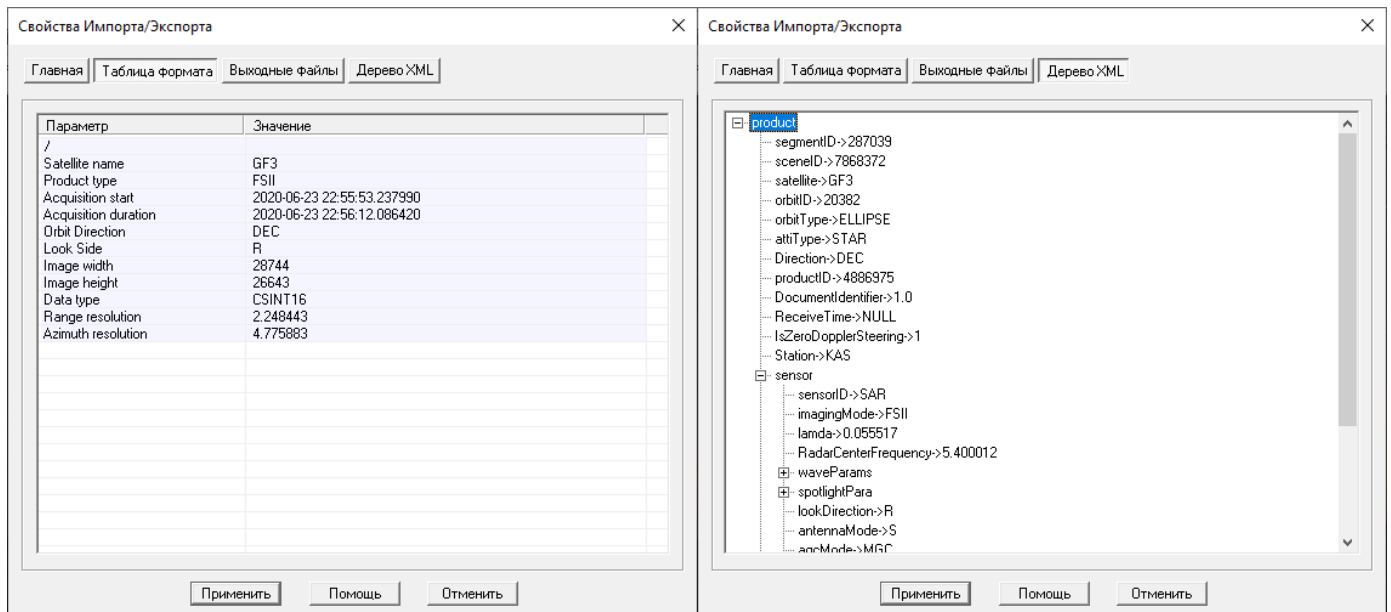 Свойства Импорта/Экспорта
Главная Таблица формата Выходные файлы Дерево XML
Параметр Значение
/
Satellite name GF3
Product type FSII
Acquisition start 2020-06-23 22:55:53.237990
Acquisition duration 2020-06-23 22:56:12.086420
Orbit Direction DEC
Look Side R
Image width 28744
Image height 26643
Data type CSINT16
Range resolution 2.248443
Azimuth resolution 4.775883
Применить Помощь Отменить
Свойства Импорта/Экспорта
Главная Таблица формата Выходные файлы Дерево XML
product
segmentID->287039
sceneID->7868372
satellite->GF3
orbitID->20382
orbitType->ELLIPSE
attiType->STAR
Direction->DEC
productID->4886975
DocumentIdentifier->1.0
ReceiveTime->NULL
IsZeroDopplerSteering->1
Station->KAS
sensor
sensorID->SAR
imagingMode->FSII
lamda->0.055517
RadarCenterFrequency->5.400012
waveParams
spotlightPara
lookDirection->R
antennaMode->S
agcMode->MGC
Применить Помощь Отменить